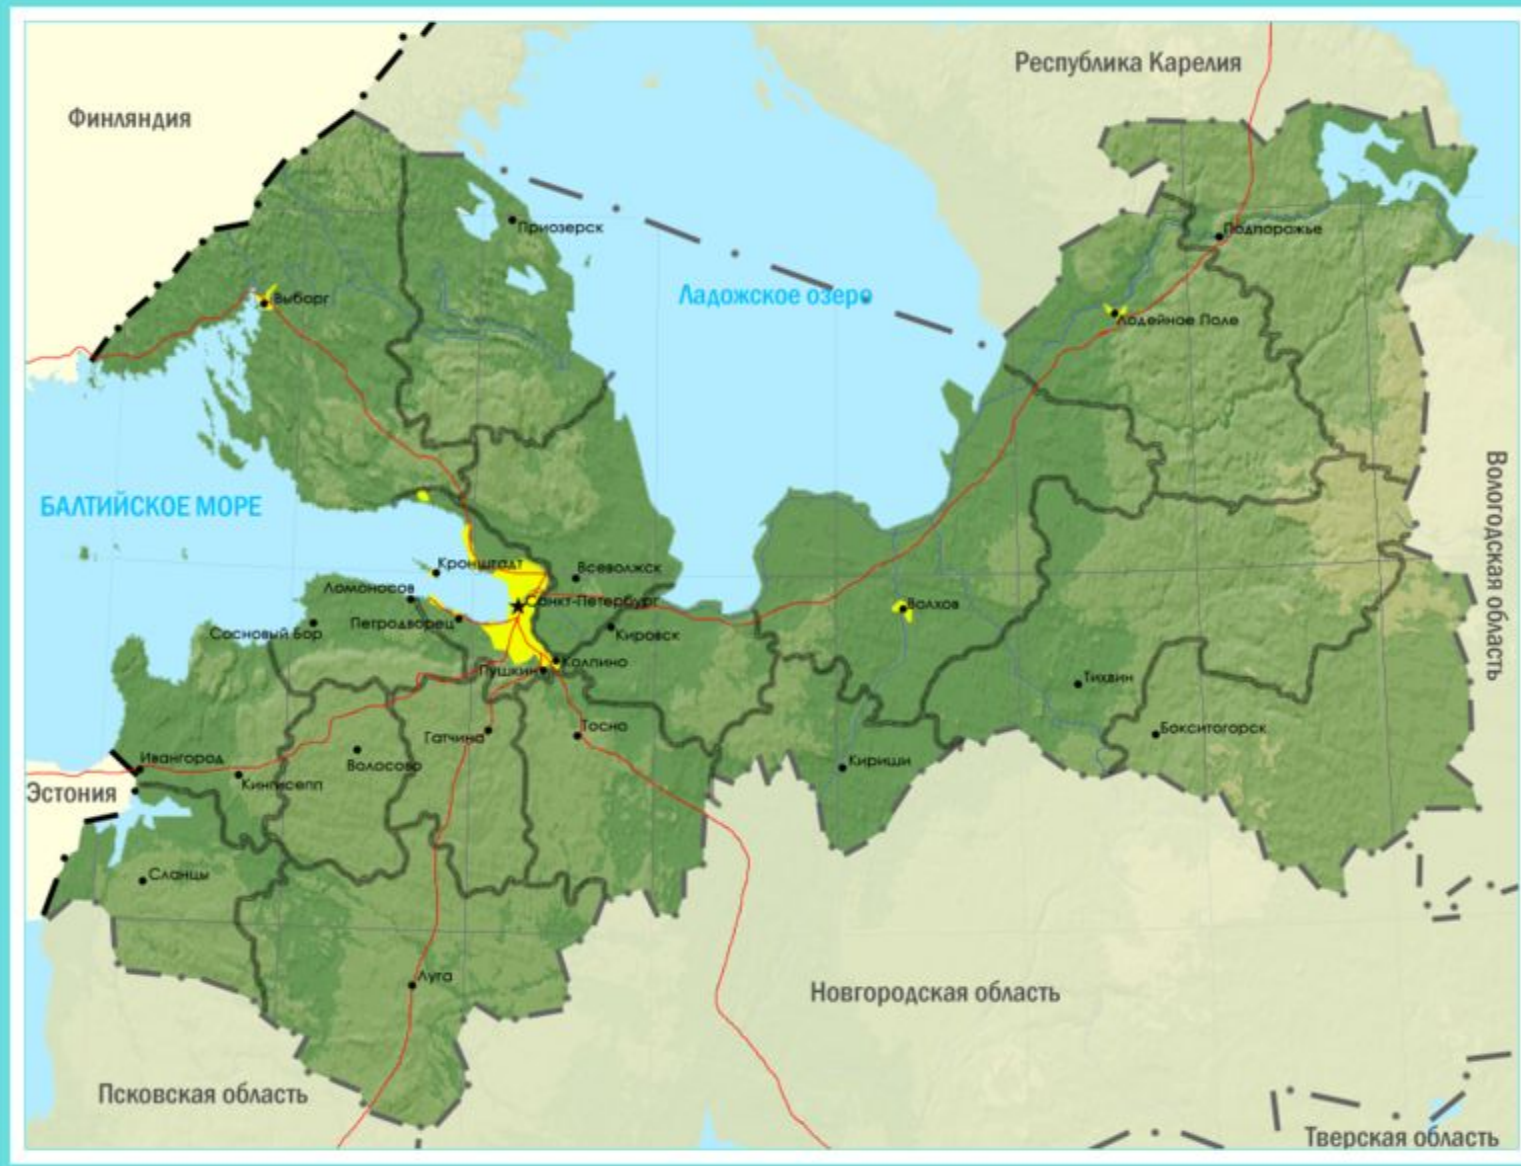 Республика Карелия
Финляндия
Приозерск
Подпорожье
Ладожское озеро
Выборг
Лодейное Поле
БАЛТИЙСКОЕ МОРЕ
Вологодская область
Кронштадт
Всеволжск
Ломоносов
Санкт-Петербург
Волхов
Петродворец
Сосновый Бор
Кировск
Колпино
Пушкин
Тихвин
Тосно
Бокситогорск
Гатчина
Ивангород
Волосово
Кириши
Кингисепп
Эстония
Сланцы
Луга
Новгородская область
Псковская область
Тверская область